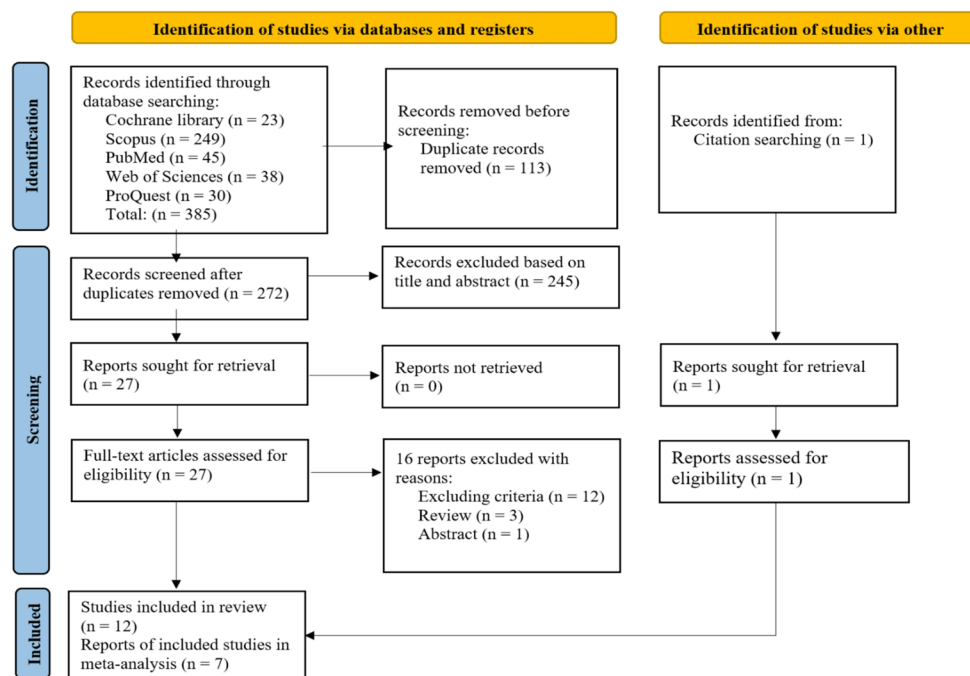 Identification of studies via databases and registers
Identification of studies via other
Identification
Records identified through
database searching:
Cochrane library (n = 23)
Scopus (n = 249)
PubMed (n = 45)
Web of Sciences (n = 38)
ProQuest (n = 30)
Total: (n = 385)
Records removed before
screening:
Duplicate records
removed (n = 113)
Records identified from:
Citation searching (n = 1)
Screening
Records screened after
duplicates removed (n = 272)
Records excluded based on
title and abstract (n = 245)
Reports sought for retrieval
(n = 27)
Reports not retrieved
(n = 0)
Reports sought for retrieval
(n = 1)
Full-text articles assessed for
eligibility (n = 27)
16 reports excluded with
reasons:
Excluding criteria (n = 12)
Review (n = 3)
Abstract (n = 1)
Reports assessed for
eligibility (n = 1)
Included
Studies included in review
(n = 12)
Reports of included studies in
meta-analysis (n = 7)